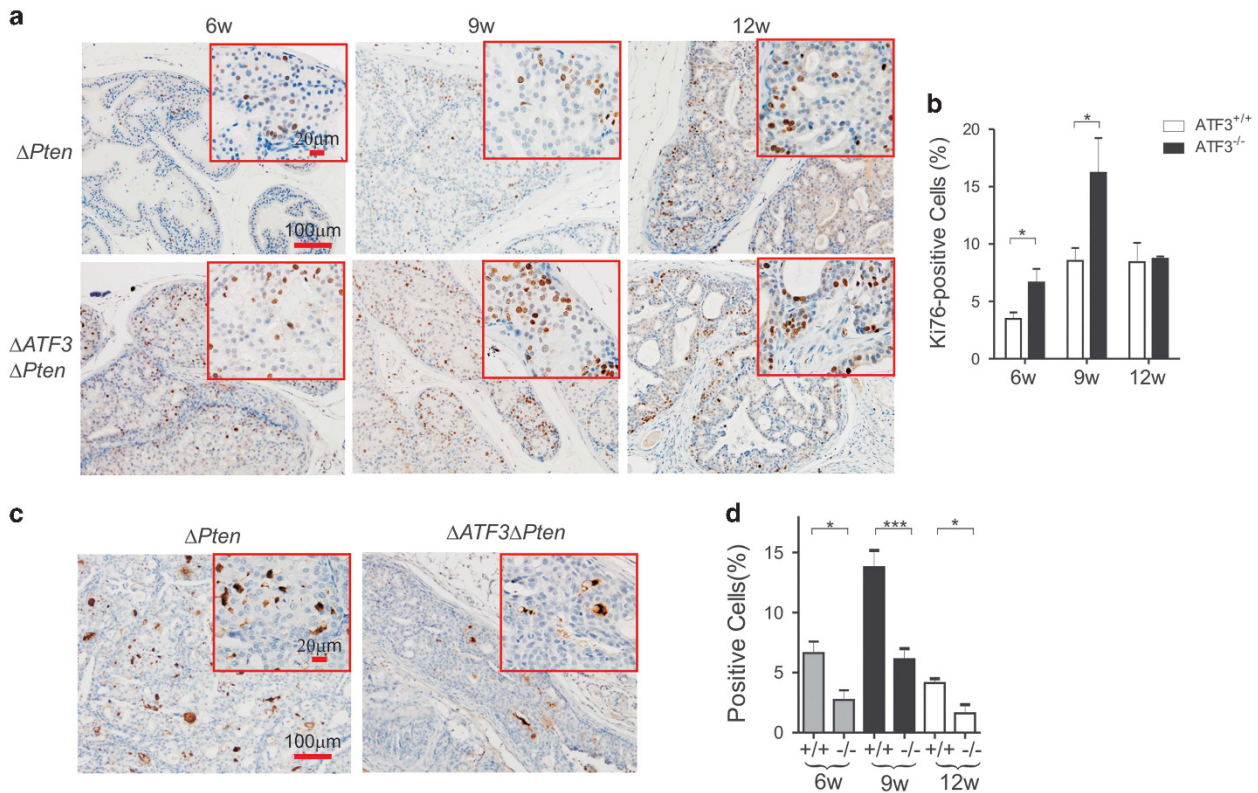 a
6w 9w 12w
ΔPten
20μm
100μm
ΔATF3
ΔPten
b
Ki76-positive Cells (%)
20
15
10
5
0
* *
6w 9w 12w
ATF3+/+
ATF3-/-
c
ΔPten ΔATF3ΔPten
20μm
100μm
d
Positive Cells(%)
15
10
5
0
* *** *
+/+ -/- +/+ -/- +/+ -/-
6w 9w 12w